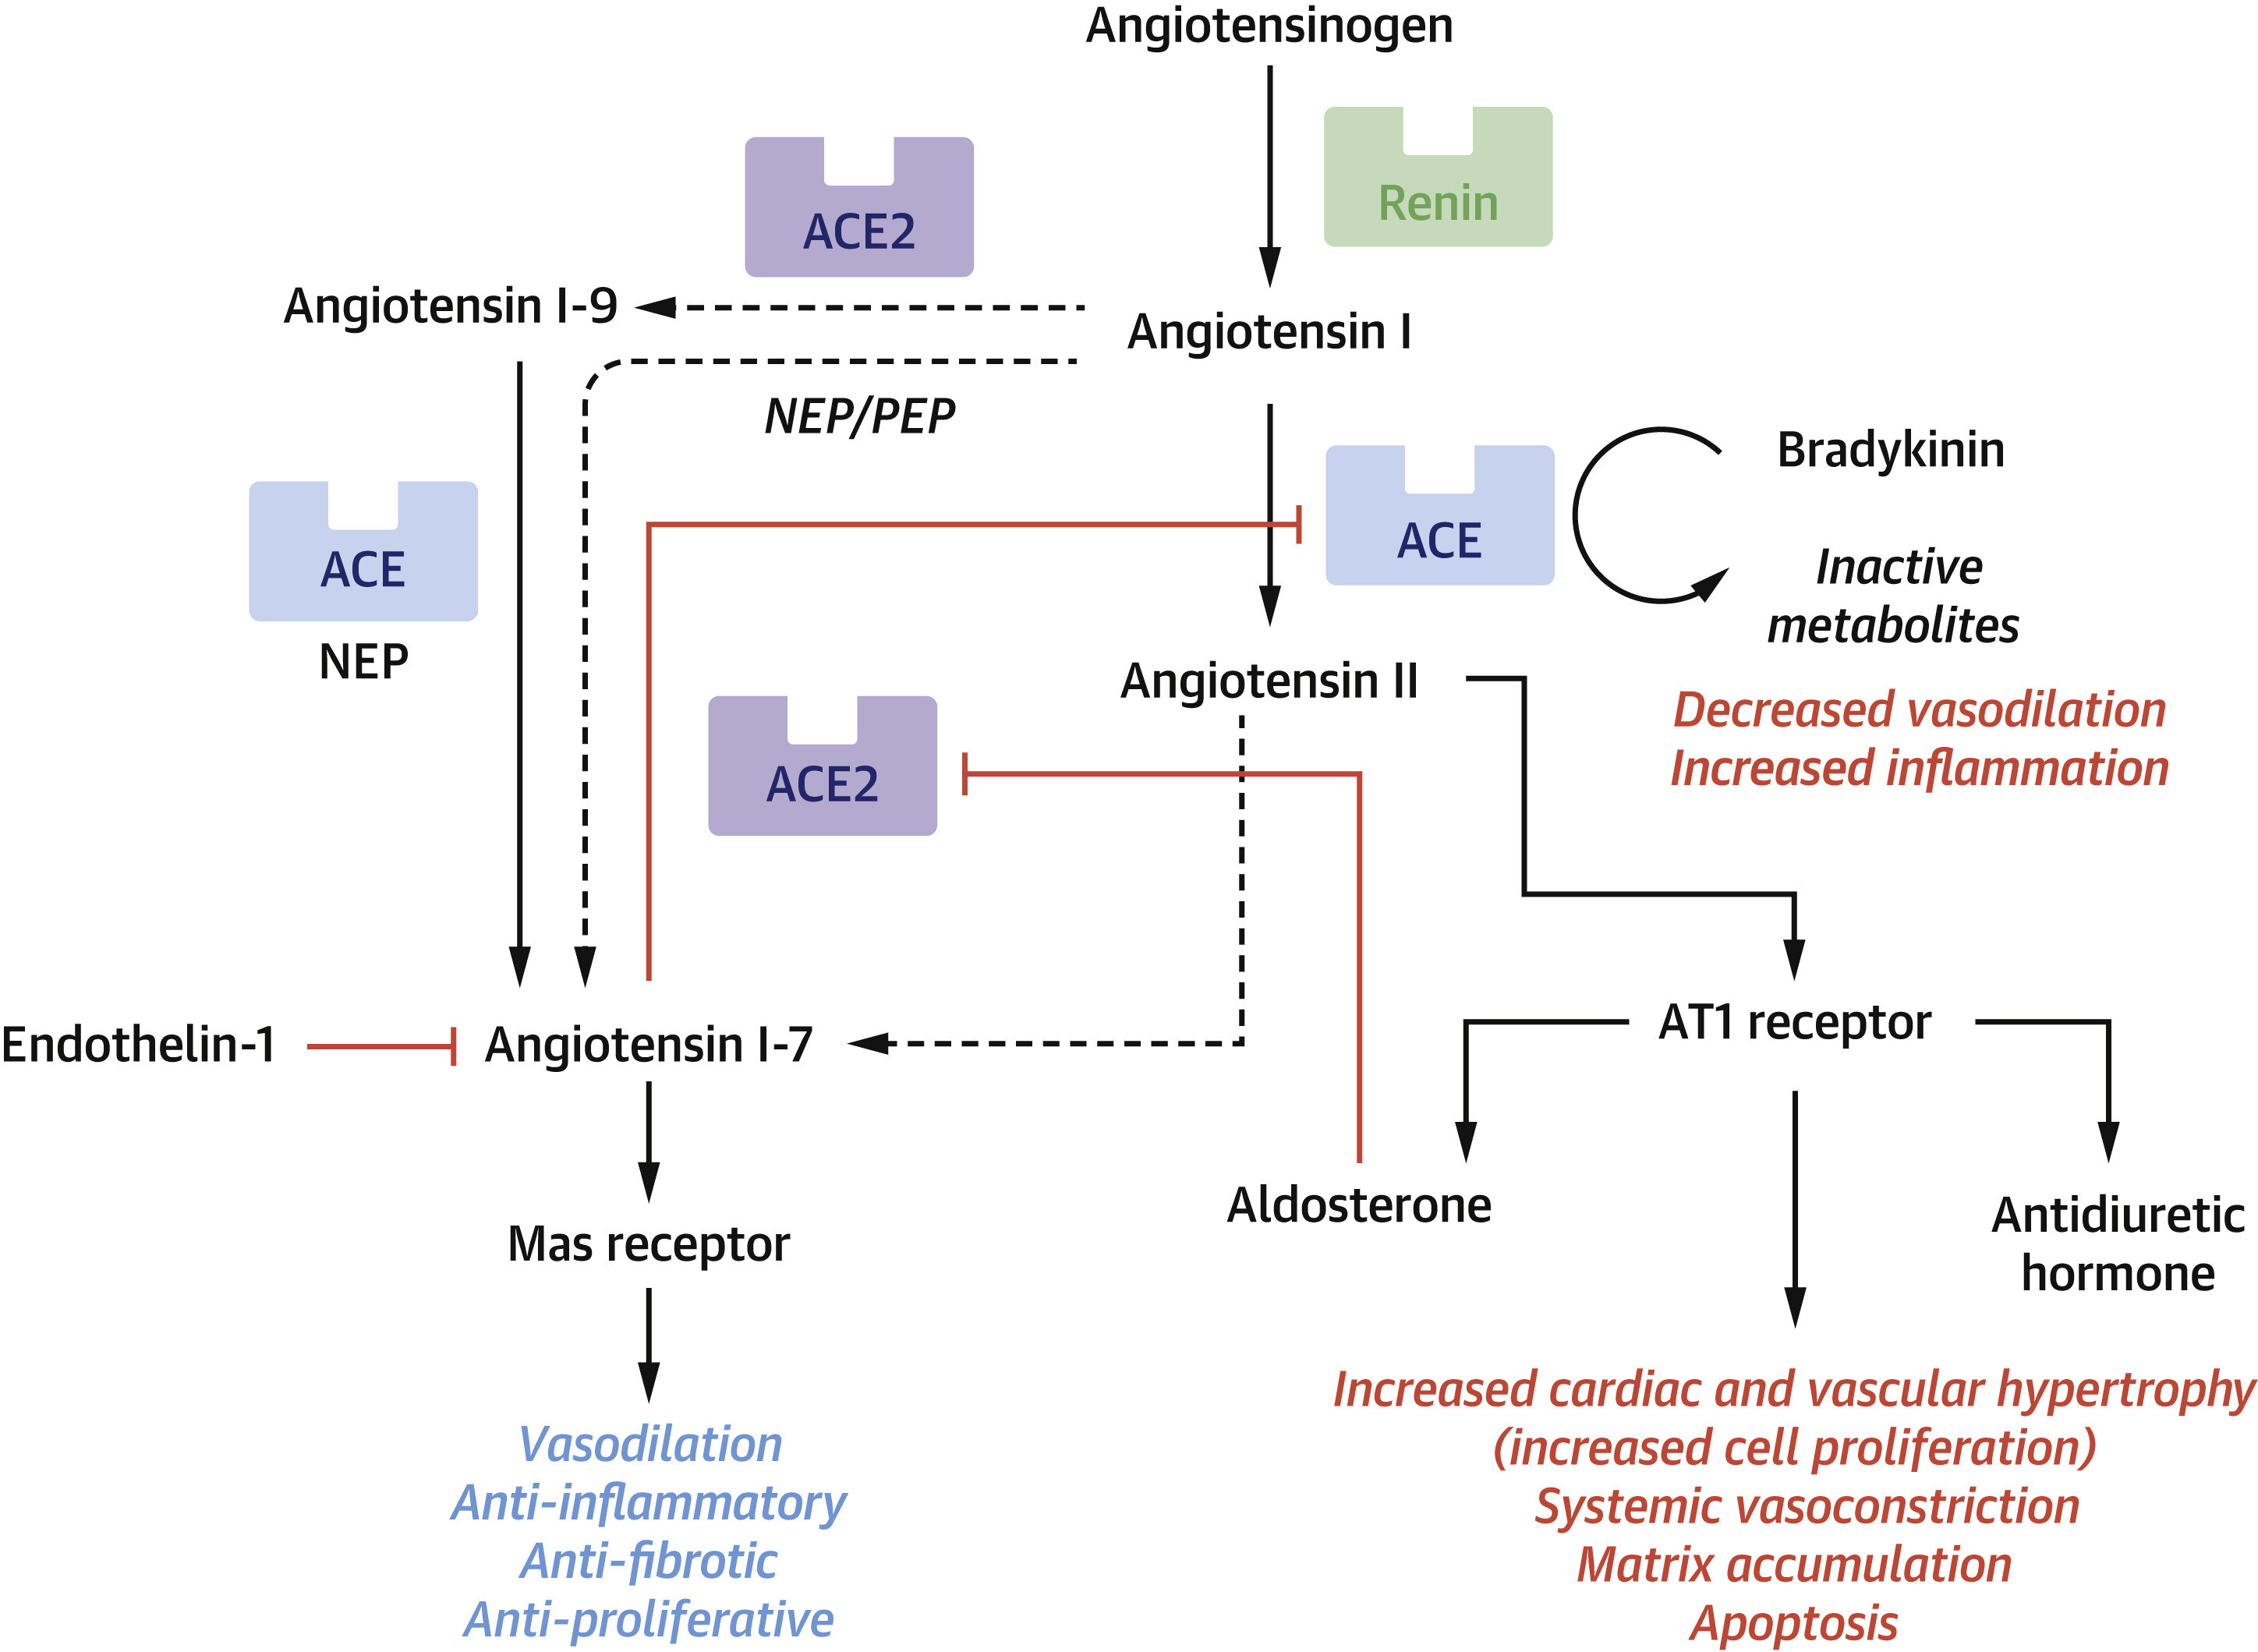 Angiotensinogen
Renin
ACE2
Angiotensin I-9
Angiotensin I
NEP/PEP
Bradykinin
ACE
ACE
Inactive
metabolites
NEP
Angiotensin II
Decreased vasodilation
Increased inflammation
ACE2
Endothelin-1
Angiotensin I-7
AT1 receptor
Aldosterone
Antidiuretic
hormone
Mas receptor
Increased cardiac and vascular hypertrophy
(increased cell proliferation)
Systemic vasoconstriction
Matrix accumulation
Apoptosis
Vasodilation
Anti-inflammatory
Anti-fibrotic
Anti-proliferative